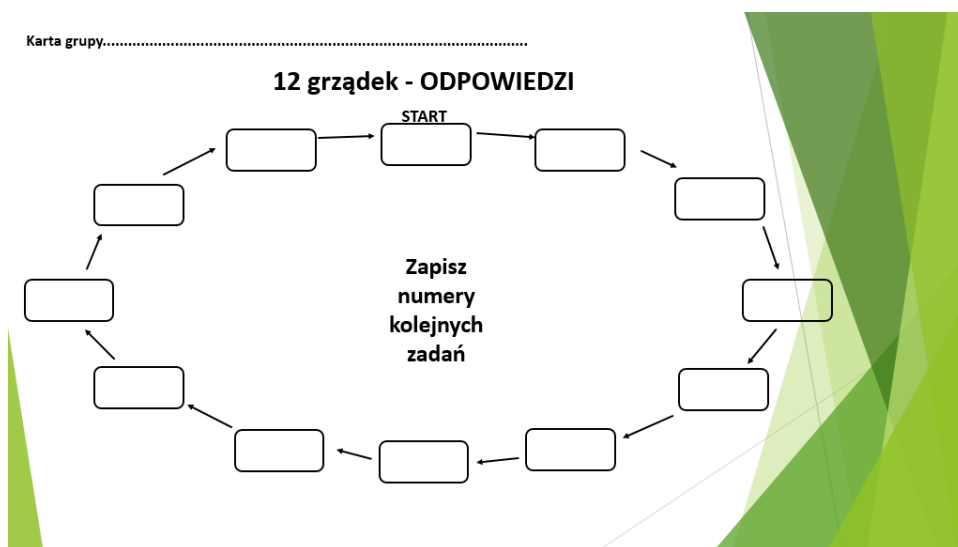 Karta grupy.......................................................................................................
12 grządek - ODPOWIEDZI
START
Zapisz
numery
kolejnych
zadań